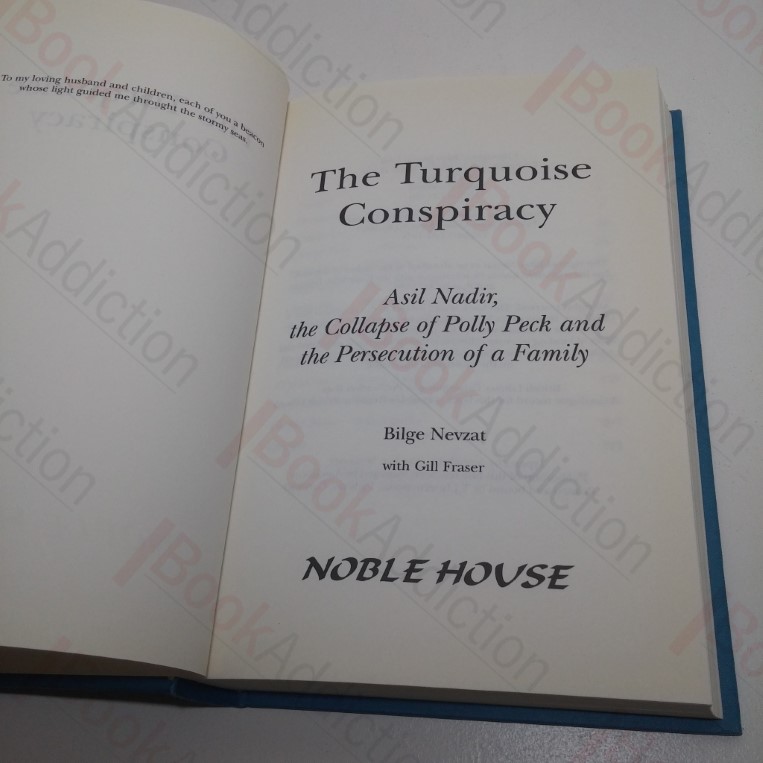 To my loving husband and children, each of you a beacon
whose light guided me throught the stormy seas.
The Turquoise
Conspiracy
Asil Nadir,
the Collapse of Polly Peck and
the Persecution of a Family
Bilge Nevzat
with Gill Fraser
NOBLE HOUSE
BookAddiction